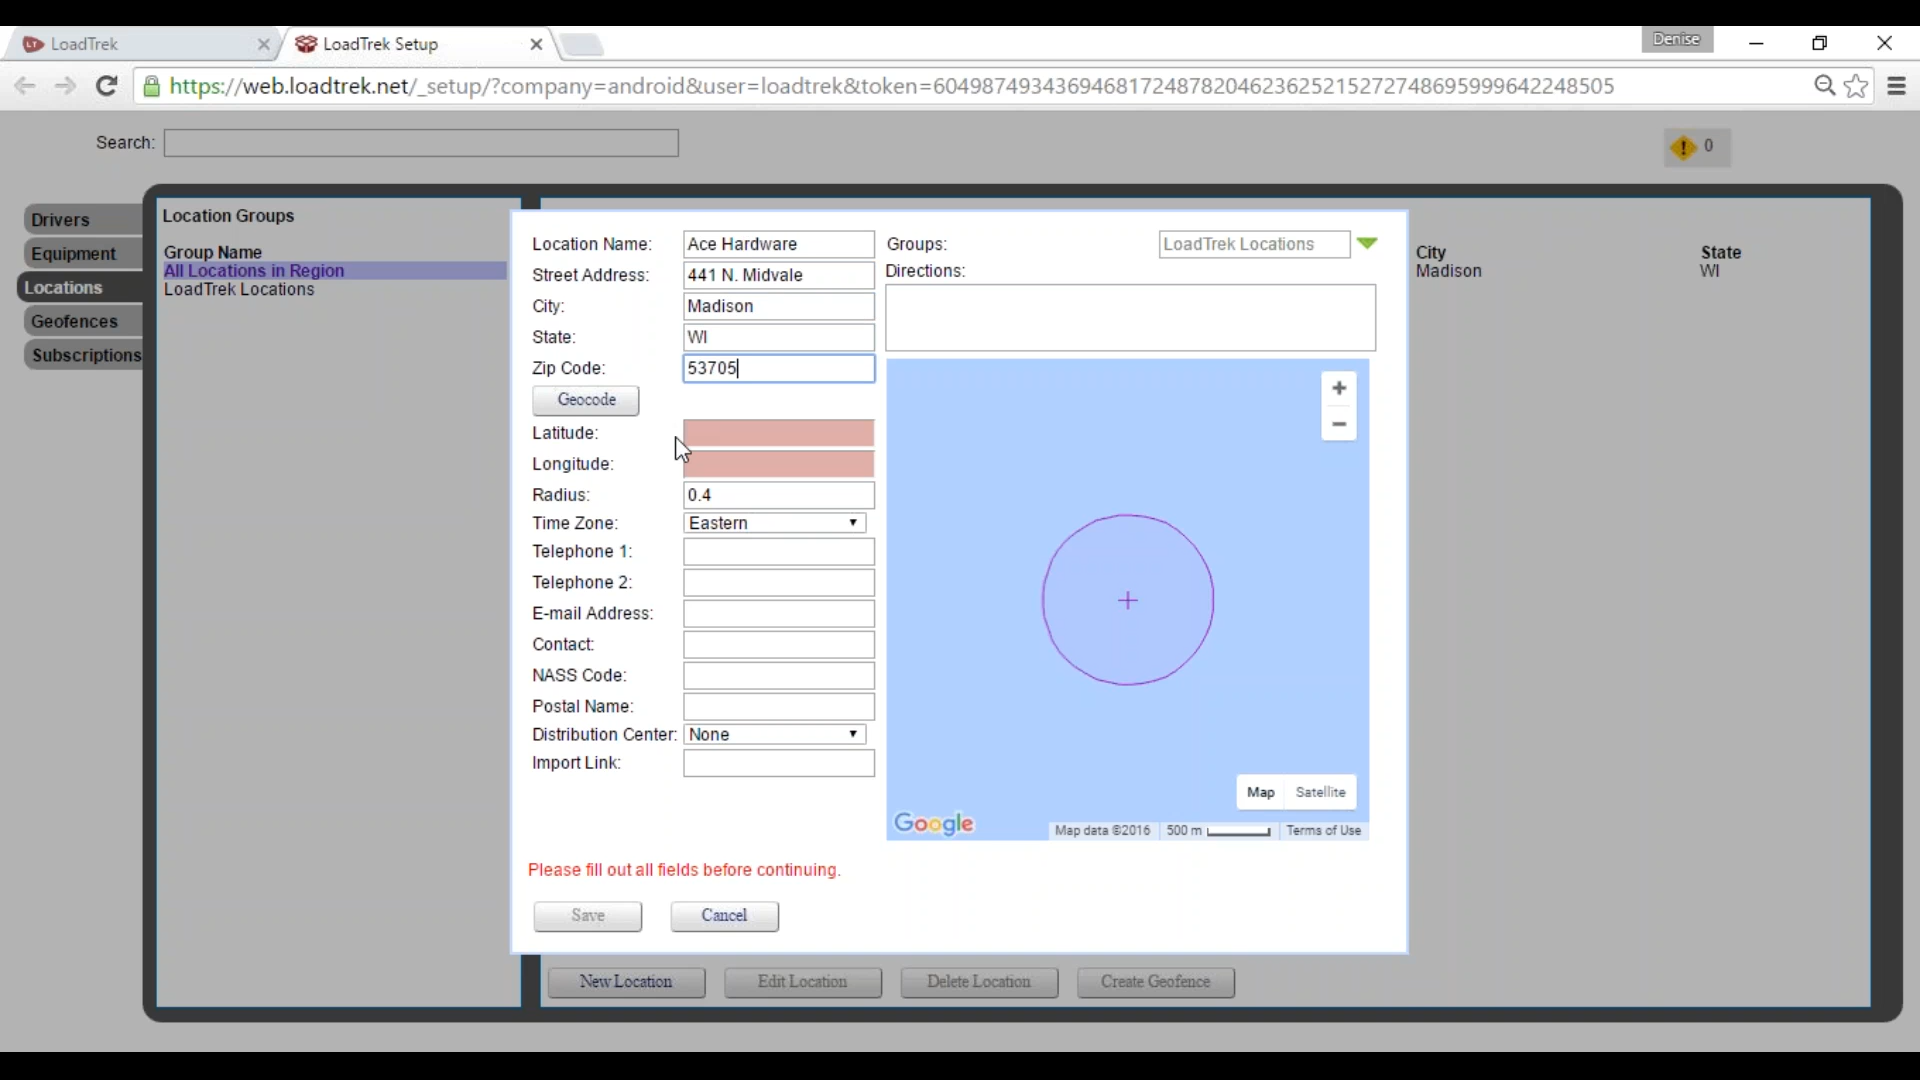 LoadTrek
LoadTrek Setup
Denise
https://web.loadtrek.net/_setup/?company=android&user=loadtrek&token=60498749343694681724878204623625215272748695999642248505
Search:
0
Drivers
Equipment
Locations
Geofences
Subscriptions
Location Groups
Group Name
All Locations in Region
LoadTrek Locations
City
State
Madison
WI
Location Name: Ace Hardware
Street Address: 441 N. Midvale
City: Madison
State: WI
Zip Code: 53705
Geocode
Latitude:
Longitude:
Radius: 0.4
Time Zone: Eastern
Telephone 1:
Telephone 2:
E-mail Address:
Contact:
NASS Code:
Postal Name:
Distribution Center: None
Import Link:
Groups: LoadTrek Locations
Directions:
+
−
Map Satellite
Google
Map data ©2016 500 m Terms of Use
Please fill out all fields before continuing.
Save Cancel
New Location Edit Location Delete Location Create Geofence